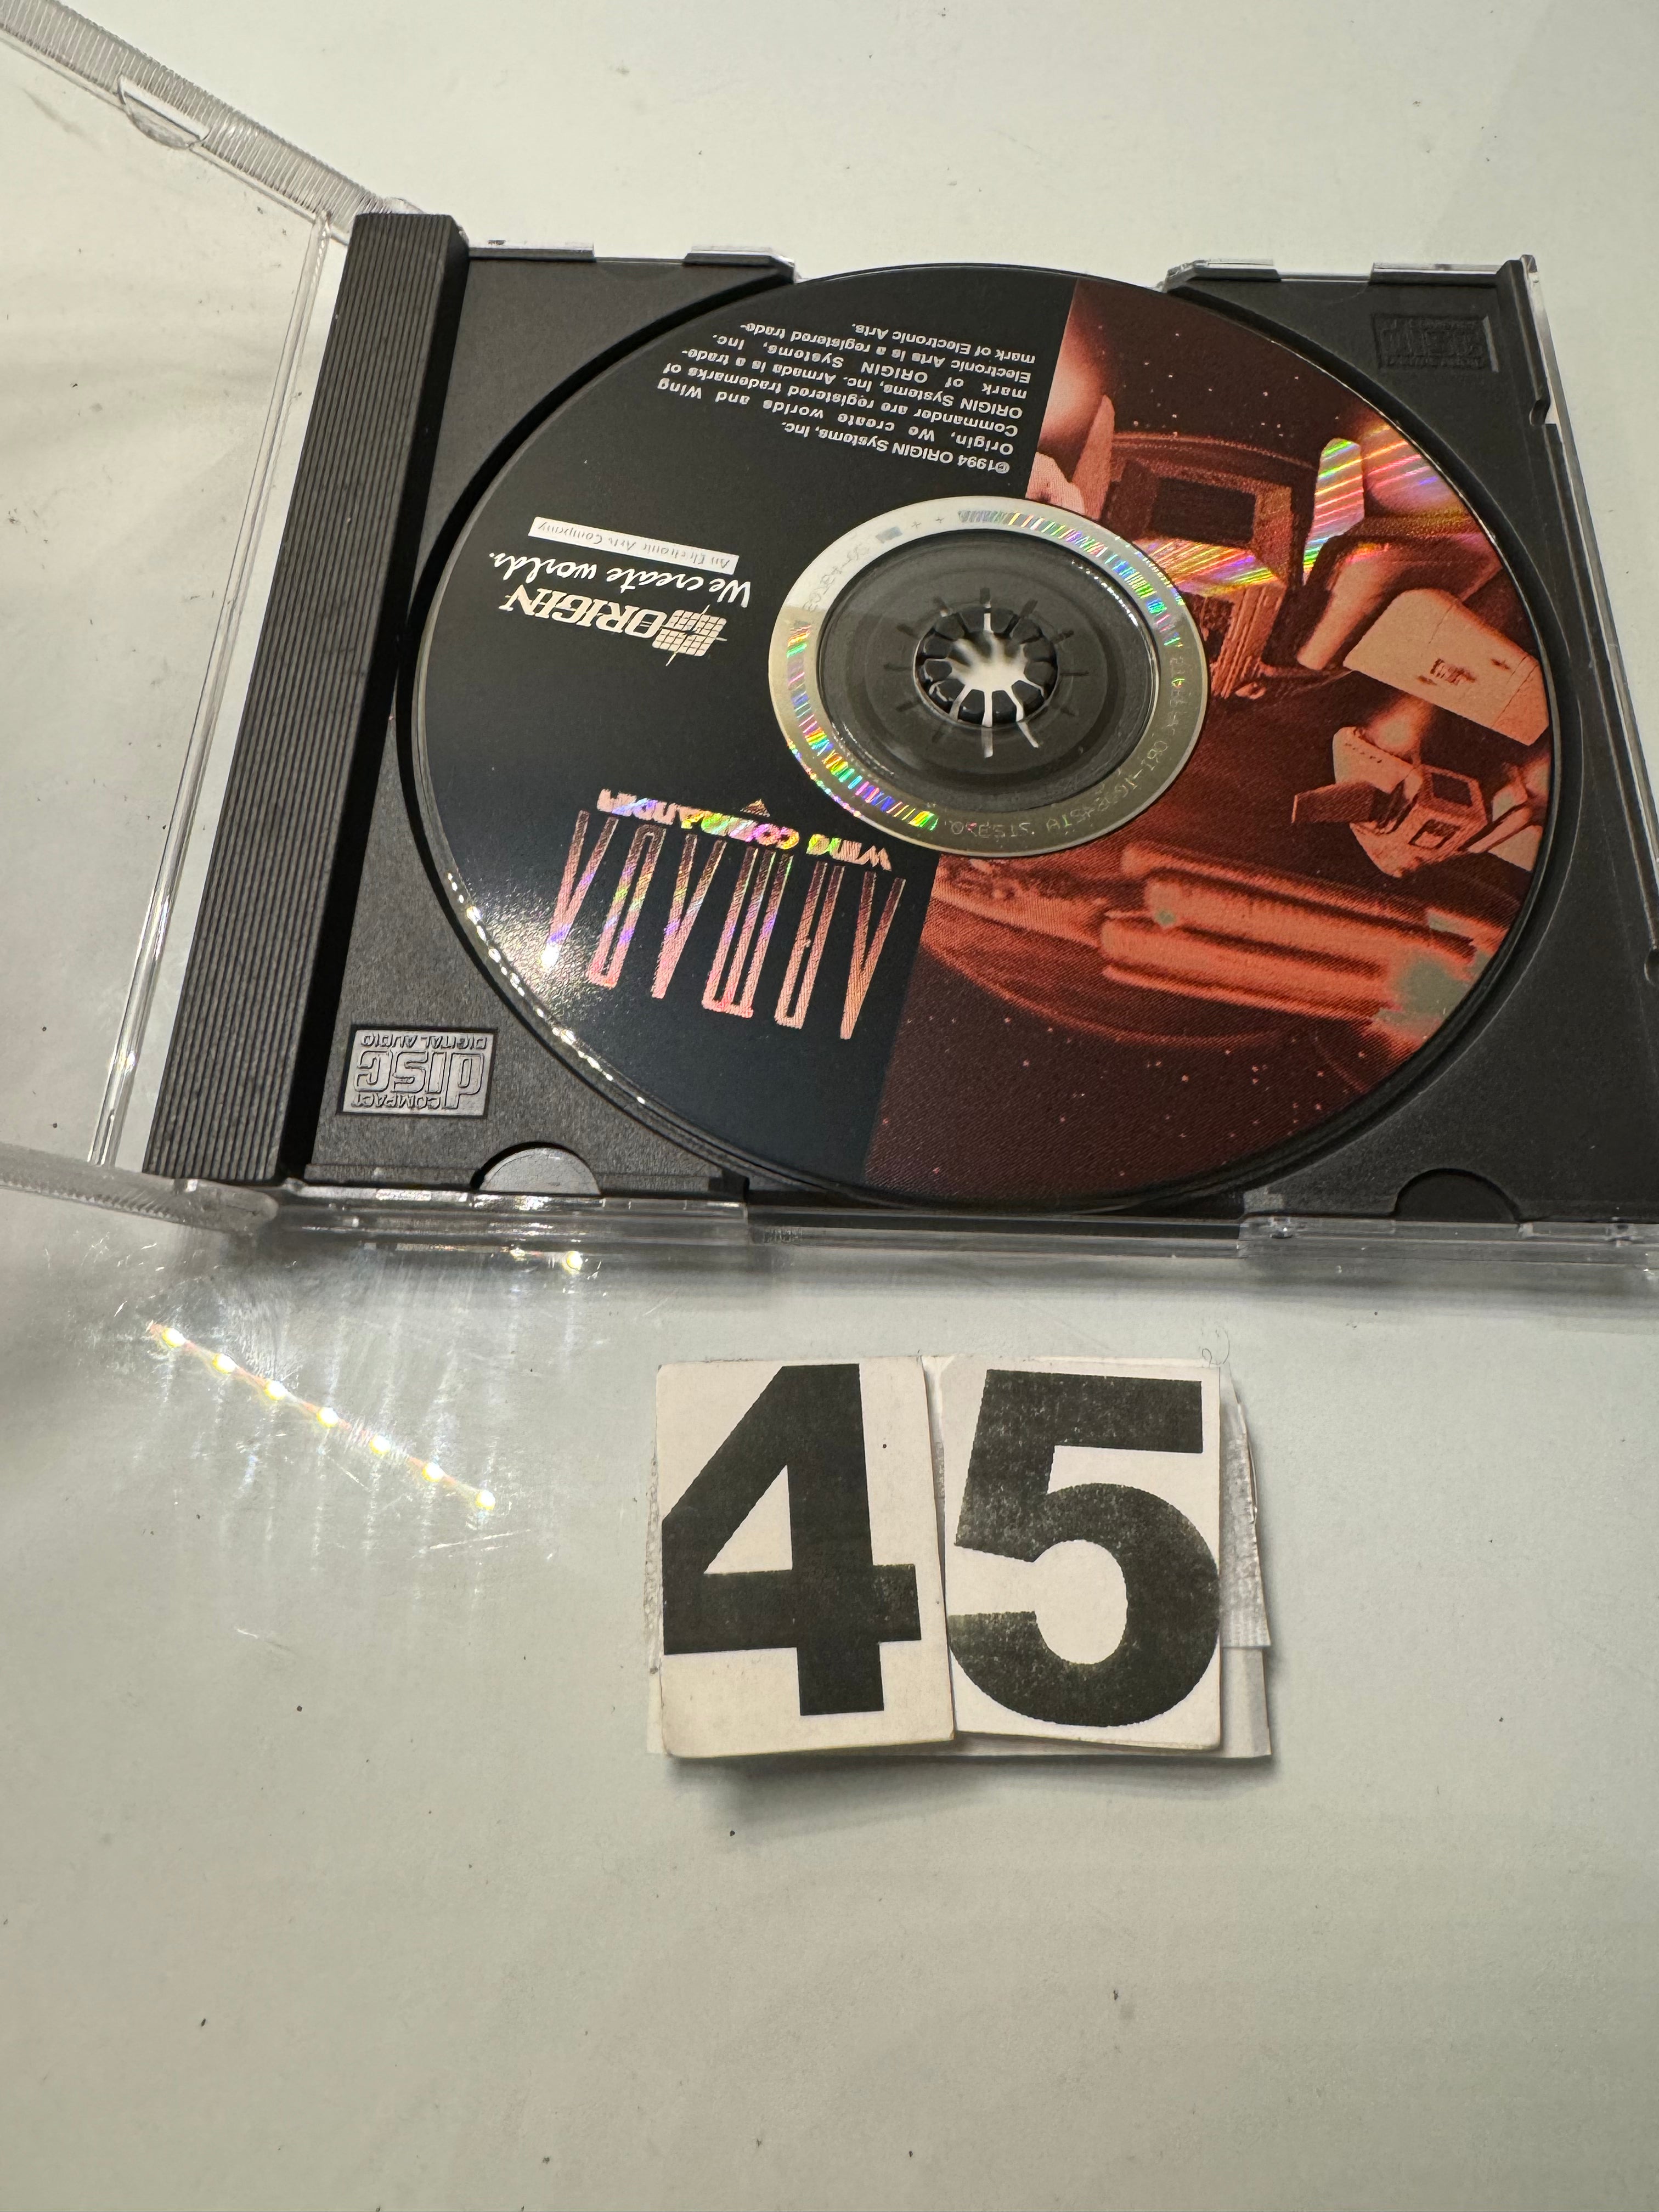 WING COMMANDER
ARMADA
ORIGIN
We create worlds.
An Electronic Arts Company
©1994 ORIGIN Systems, Inc.
Origin, We create worlds and Wing
Commander are registered trademarks of
ORIGIN Systems, Inc. Armada is a trade-
mark of ORIGIN Systems, Inc.
Electronic Arts is a registered trade-
mark of Electronic Arts.
COMPACT
disc
DIGITAL AUDIO
45